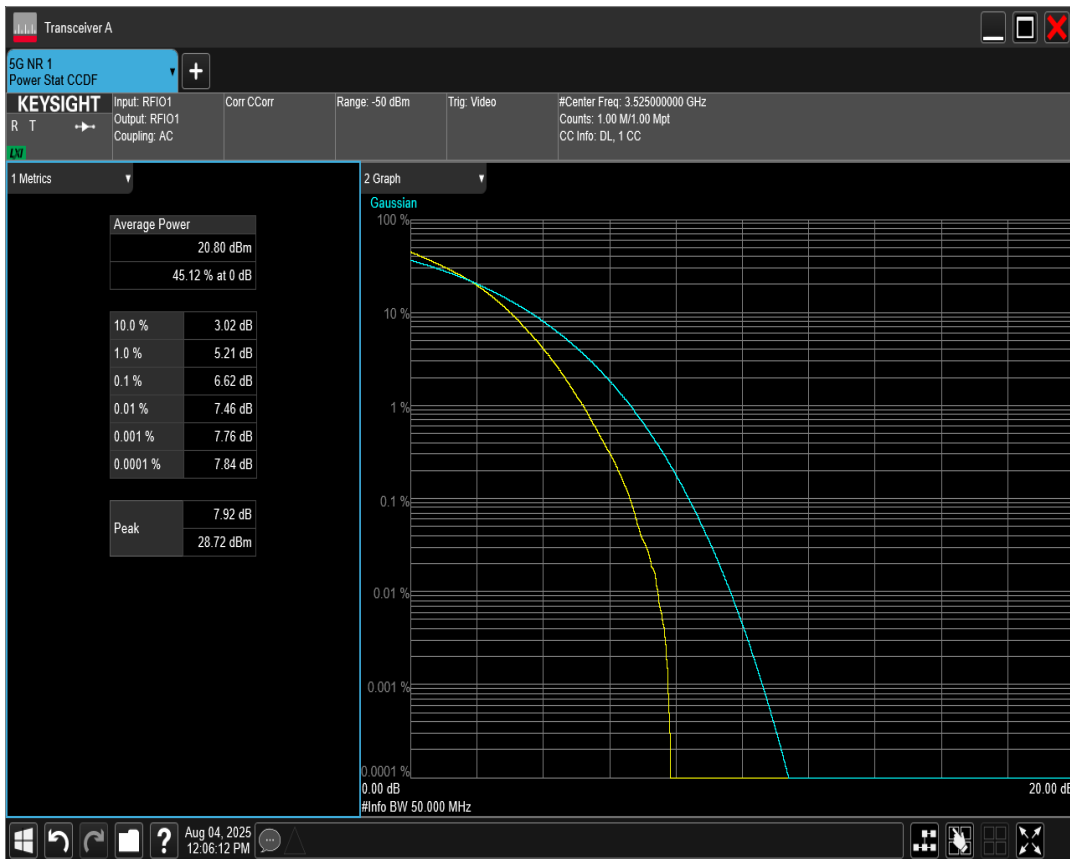 Transceiver A
5G NR 1
Power Stat CCDF
+
KEYSIGHT
R T
LXI
Input: RFIO1
Output: RFIO1
Coupling: AC
Corr CCorr
Range: -50 dBm
Trig: Video
#Center Freq: 3.525000000 GHz
Counts: 1.00 M/1.00 Mpt
CC Info: DL, 1 CC
1 Metrics
Average Power
20.80 dBm
45.12 % at 0 dB
10.0 % 3.02 dB
1.0 % 5.21 dB
0.1 % 6.62 dB
0.01 % 7.46 dB
0.001 % 7.76 dB
0.0001 % 7.84 dB
Peak 7.92 dB
28.72 dBm
2 Graph
Gaussian
100 %
10 %
1 %
0.1 %
0.01 %
0.001 %
0.0001 %
0.00 dB 20.00 dB
#Info BW 50.000 MHz
?
Aug 04, 2025
12:06:12 PM